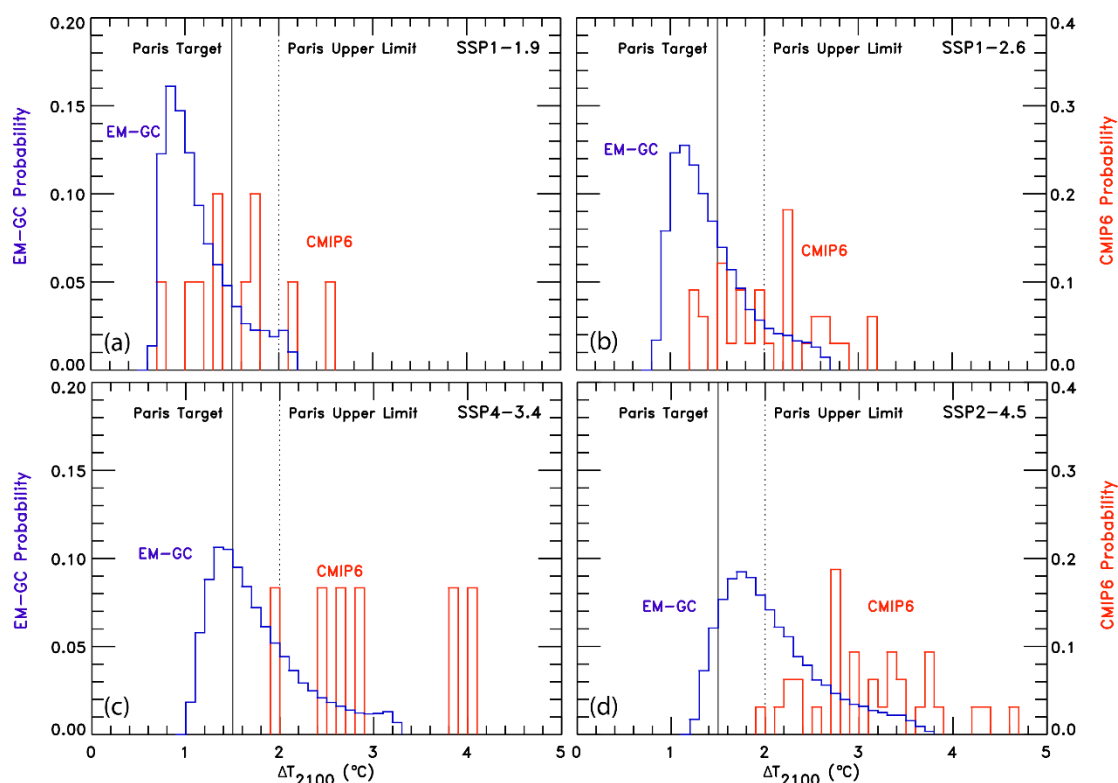 Paris Target Paris Upper Limit SSP1−1.9
EM−GC
CMIP6
(a)
0.20
0.15
0.10
0.05
0.00
EM−GC Probability
Paris Target Paris Upper Limit SSP1−2.6
EM−GC
CMIP6
(b)
0.4
0.3
0.2
0.1
0.0
CMIP6 Probability
Paris Target Paris Upper Limit SSP4−3.4
EM−GC
CMIP6
(c)
0.20
0.15
0.10
0.05
0.00
EM−GC Probability
0 1 2 3 4
ΔT2100 (°C)
Paris Target Paris Upper Limit SSP2−4.5
EM−GC
CMIP6
(d)
0.4
0.3
0.2
0.1
0.0
CMIP6 Probability
0 1 2 3 4 5
ΔT2100 (°C)